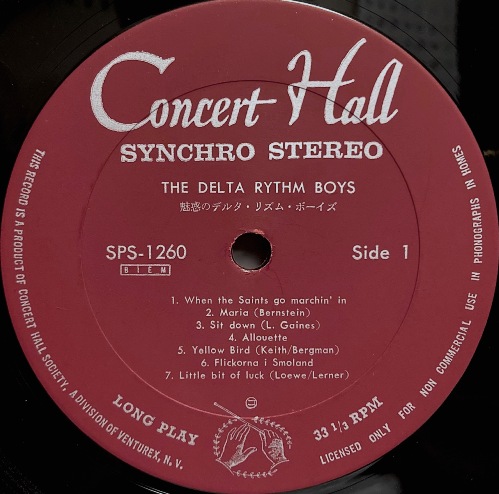 Concert Hall
SYNCHRO STEREO
THE DELTA RYTHM BOYS
魅惑のデルタ・リズム・ボーイズ
SPS-1260
BIEM
Side 1
1. When the Saints go marchin' in
2. Maria (Bernstein)
3. Sit down (L. Gaines)
4. Allouette
5. Yellow Bird (Keith/Bergman)
6. Flickorna i Smoland
7. Little bit of luck (Loewe/Lerner)
LONG PLAY
33 1/3 RPM
THIS RECORD IS A PRODUCT OF CONCERT HALL SOCIETY, A DIVISION OF VENTUREX, N. V.
LICENSED ONLY FOR NON COMMERCIAL USE IN PHONOGRAPHS IN HOMES